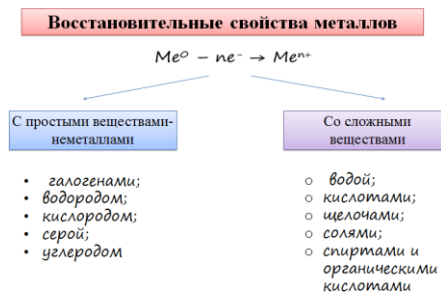 Восстановительные свойства металлов
Me⁰ – ne⁻ → Meⁿ⁺
С простыми веществами-
неметаллами
• галогенами;
• водородом;
• кислородом;
• серой;
• углеродом
Со сложными
веществами
○ водой;
○ кислотами;
○ щелочами;
○ солями;
○ спиртами и
органическими
кислотами